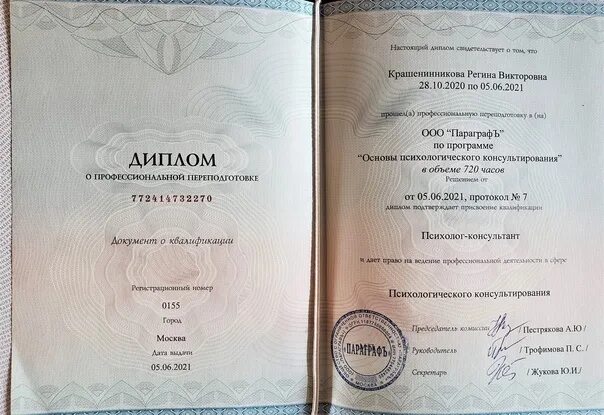 ДИПЛОМ
О ПРОФЕССИОНАЛЬНОЙ ПЕРЕПОДГОТОВКЕ
772414732270
Документ о квалификации
Регистрационный номер
0155
Город
Москва
Дата выдачи
05.06.2021
Настоящий диплом свидетельствует о том, что
Крашенинникова Регина Викторовна
28.10.2020 по 05.06.2021
прошел(а) профессиональную переподготовку в (на)
ООО "ПараграфЪ"
по программе
"Основы психологического консультирования"
в объеме 720 часов
Решением от
от 05.06.2021, протокол № 7
диплом подтверждает присвоение квалификации
Психолог-консультант
и дает право на ведение профессиональной деятельности в сфере
Психологического консультирования
Председатель комиссии /Пестрякова А.Ю/
Руководитель / Трофимова П. С. /
Секретарь / Жукова Ю.И./
"ПАРАГРАФЪ"